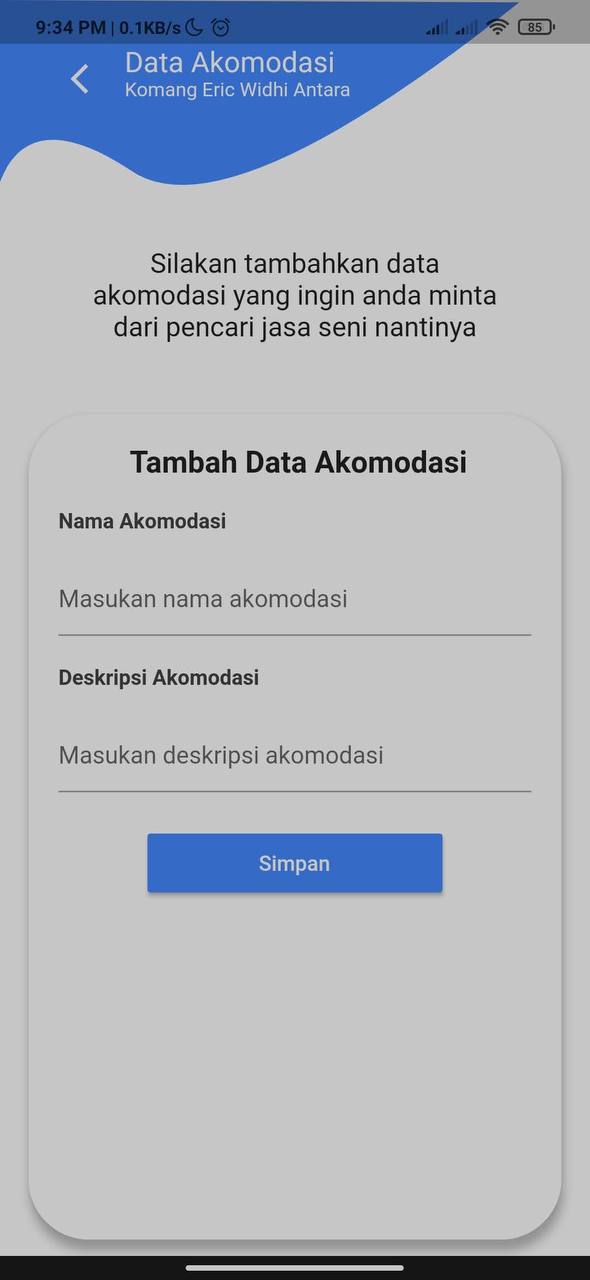 9:34 PM | 0.1KB/s
85
Data Akomodasi
Komang Eric Widhi Antara
Silakan tambahkan data
akomodasi yang ingin anda minta
dari pencari jasa seni nantinya
Tambah Data Akomodasi
Nama Akomodasi
Masukan nama akomodasi
Deskripsi Akomodasi
Masukan deskripsi akomodasi
Simpan